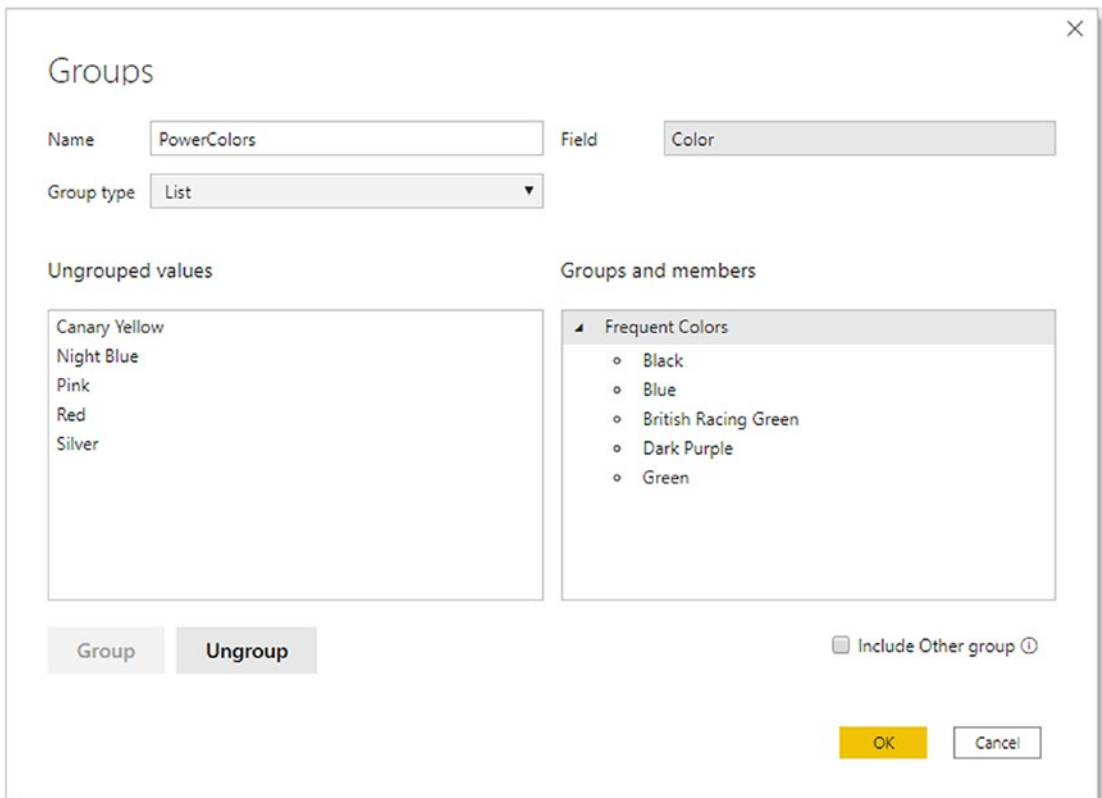 Groups
Name PowerColors Field Color
Group type List
Ungrouped values Groups and members
Canary Yellow
Night Blue
Pink
Red
Silver
Frequent Colors
Black
Blue
British Racing Green
Dark Purple
Green
Group Ungroup Include Other group
OK Cancel